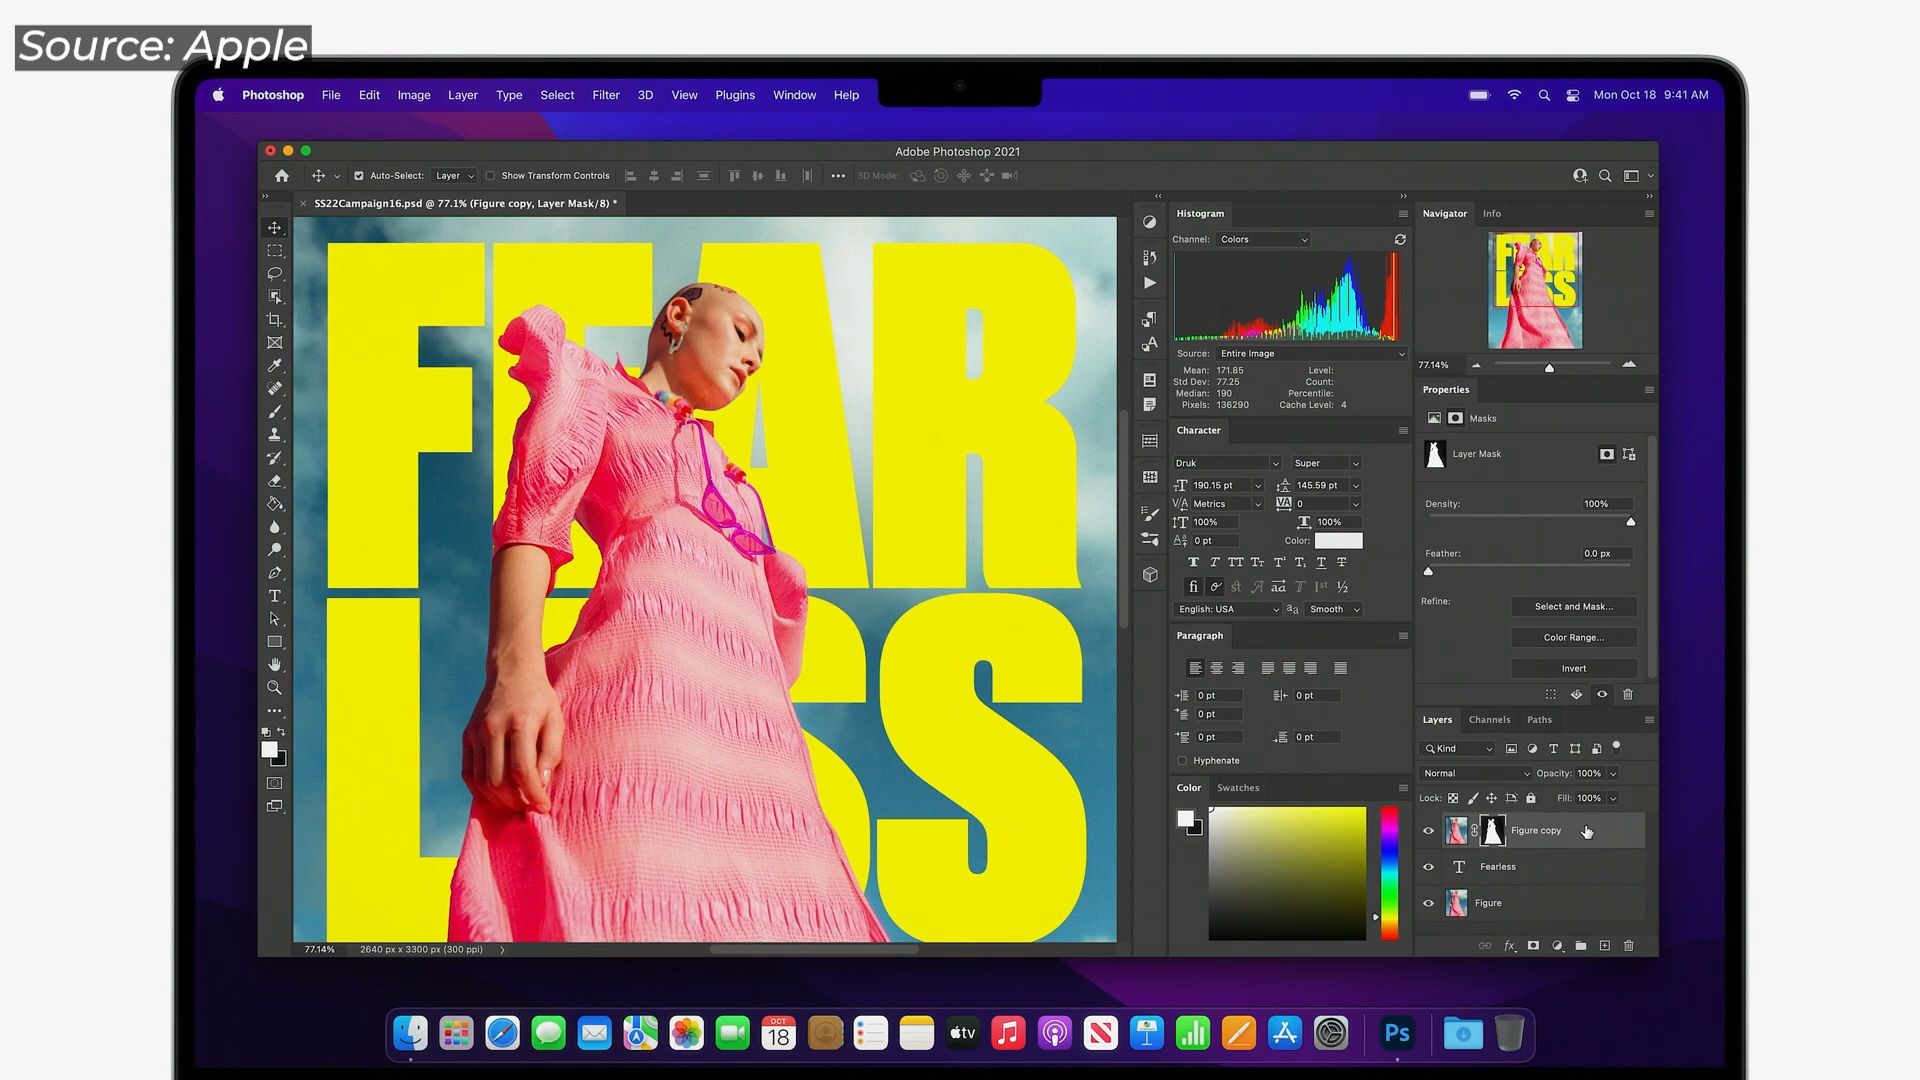 Source: Apple
Photoshop File Edit Image Layer Type Select Filter 3D View Plugins Window Help
Mon Oct 18 9:41 AM
Adobe Photoshop 2021
Auto-Select: Layer Show Transform Controls
3D Mode:
SS22Campaign16.psd @ 77.1% (Figure copy, Layer Mask/8) *
FEAR
LESS
77.14% 2640 px x 3300 px (300 ppi)
Histogram
Channel: Colors
Source: Entire Image
Mean: 171.85 Level:
Std Dev: 77.25 Count:
Median: 190 Percentile:
Pixels: 136290 Cache Level: 4
Character
Druk Super
190.15 pt 145.59 pt
Metrics 0
100% 100%
0 pt Color:
English: USA Smooth
Paragraph
0 pt 0 pt
0 pt
0 pt 0 pt
Hyphenate
Color Swatches
Navigator Info
FEAR
LESS
77.14%
Properties
Masks
Layer Mask
Density: 100%
Feather: 0.0 px
Refine:
Select and Mask...
Color Range...
Invert
Layers Channels Paths
Kind
Normal Opacity: 100%
Lock: Fill: 100%
Figure copy
Fearless
Figure
OCT
18
tv
Ps